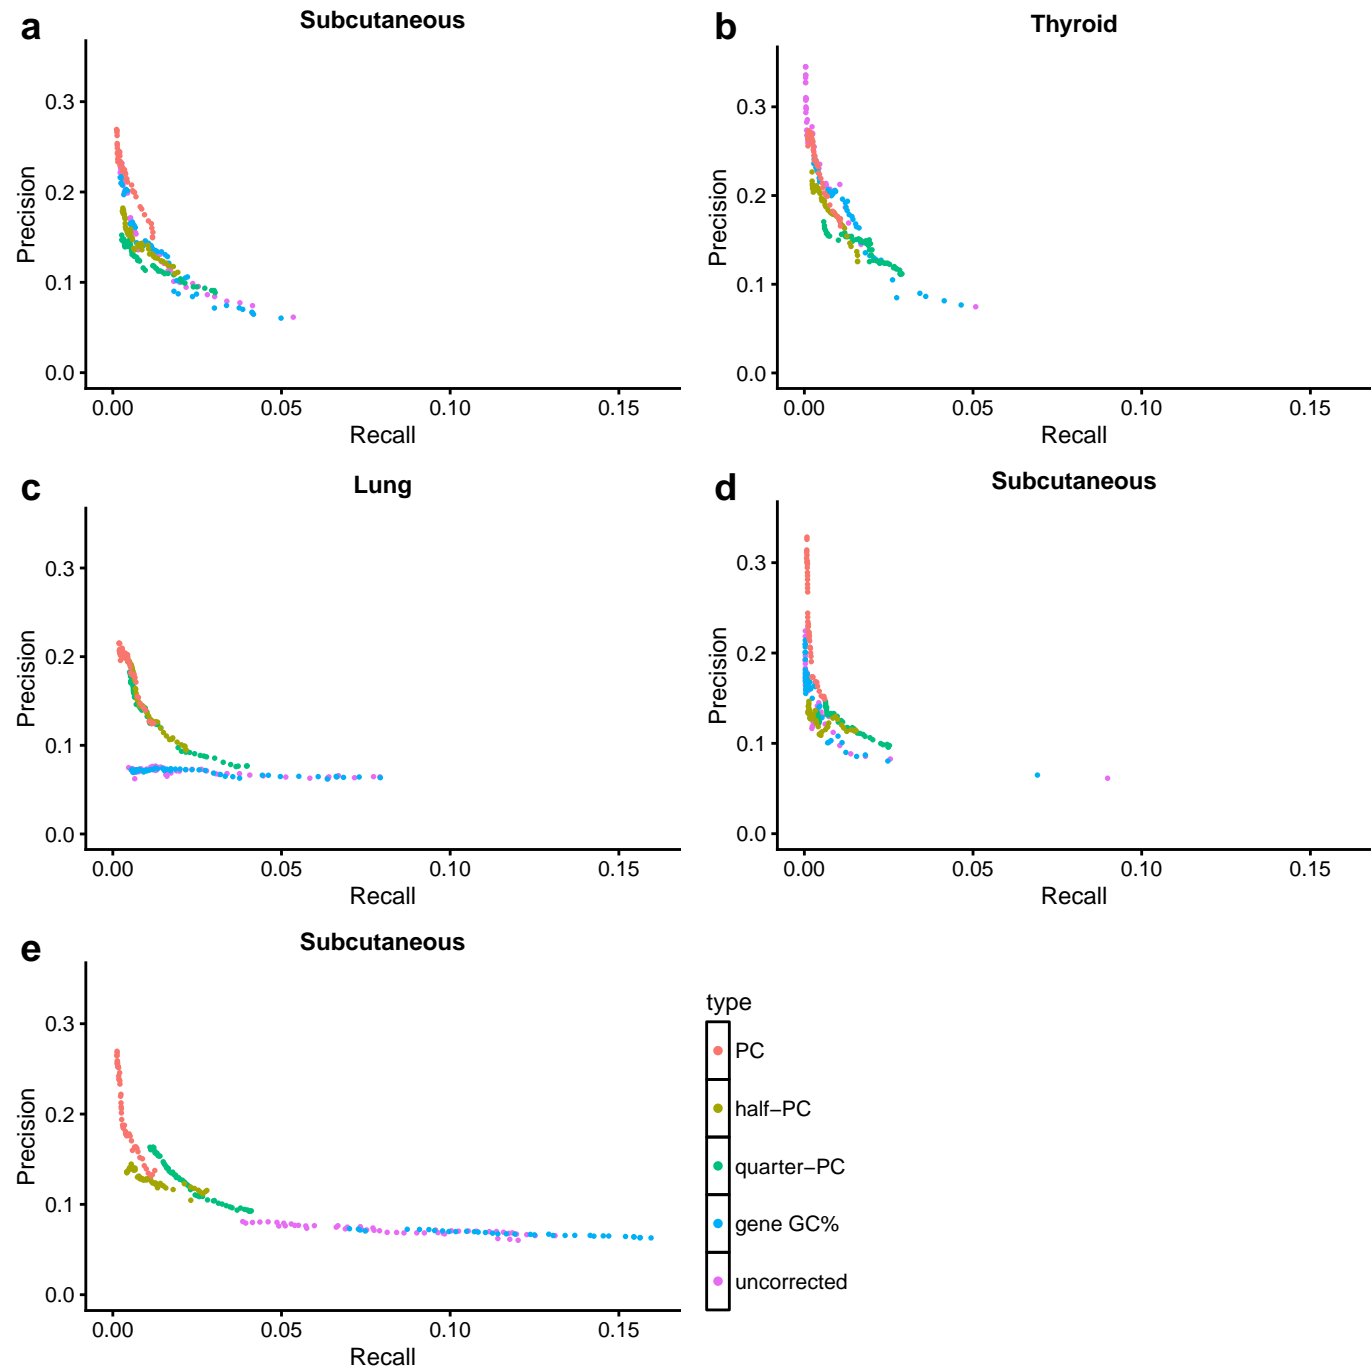 a
Subcutaneous
0.3
0.2
0.1
0.0
Precision
0.00 0.05 0.10 0.15
Recall
b
Thyroid
0.3
0.2
0.1
0.0
Precision
0.00 0.05 0.10 0.15
Recall
c
Lung
0.3
0.2
0.1
0.0
Precision
0.00 0.05 0.10 0.15
Recall
d
Subcutaneous
0.3
0.2
0.1
0.0
Precision
0.00 0.05 0.10 0.15
Recall
e
Subcutaneous
0.3
0.2
0.1
0.0
Precision
0.00 0.05 0.10 0.15
Recall
type
PC
half−PC
quarter−PC
gene GC%
uncorrected